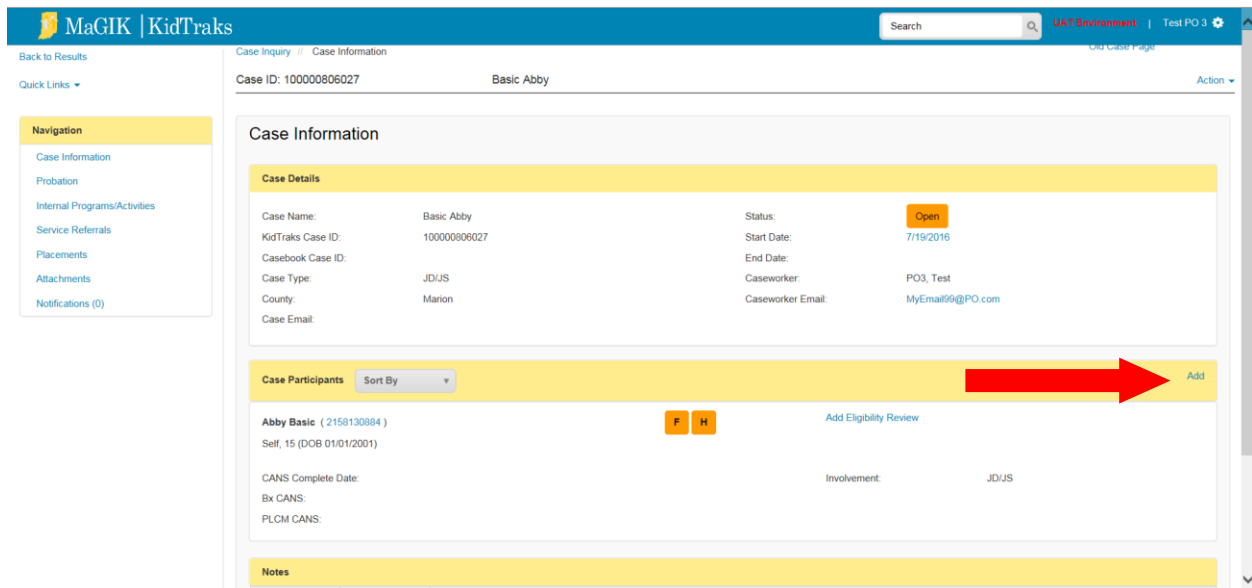 MaGIK | KidTraks
Search
UAT Environment | Test PO 3
Back to Results
Case Inquiry // Case Information
Old Case Page
Quick Links
Case ID: 100000806027 Basic Abby
Action
Navigation
Case Information
Probation
Internal Programs/Activities
Service Referrals
Placements
Attachments
Notifications (0)
Case Information
Case Details
Case Name: Basic Abby Status: Open
KidTraks Case ID: 100000806027 Start Date: 7/19/2016
Casebook Case ID: End Date:
Case Type: JD/JS Caseworker: PO3, Test
County: Marion Caseworker Email: MyEmail99@PO.com
Case Email:
Case Participants Sort By Add
Abby Basic ( 2158130884 ) F H Add Eligibility Review
Self, 15 (DOB 01/01/2001)
CANS Complete Date: Involvement: JD/JS
Bx CANS:
PLCM CANS:
Notes